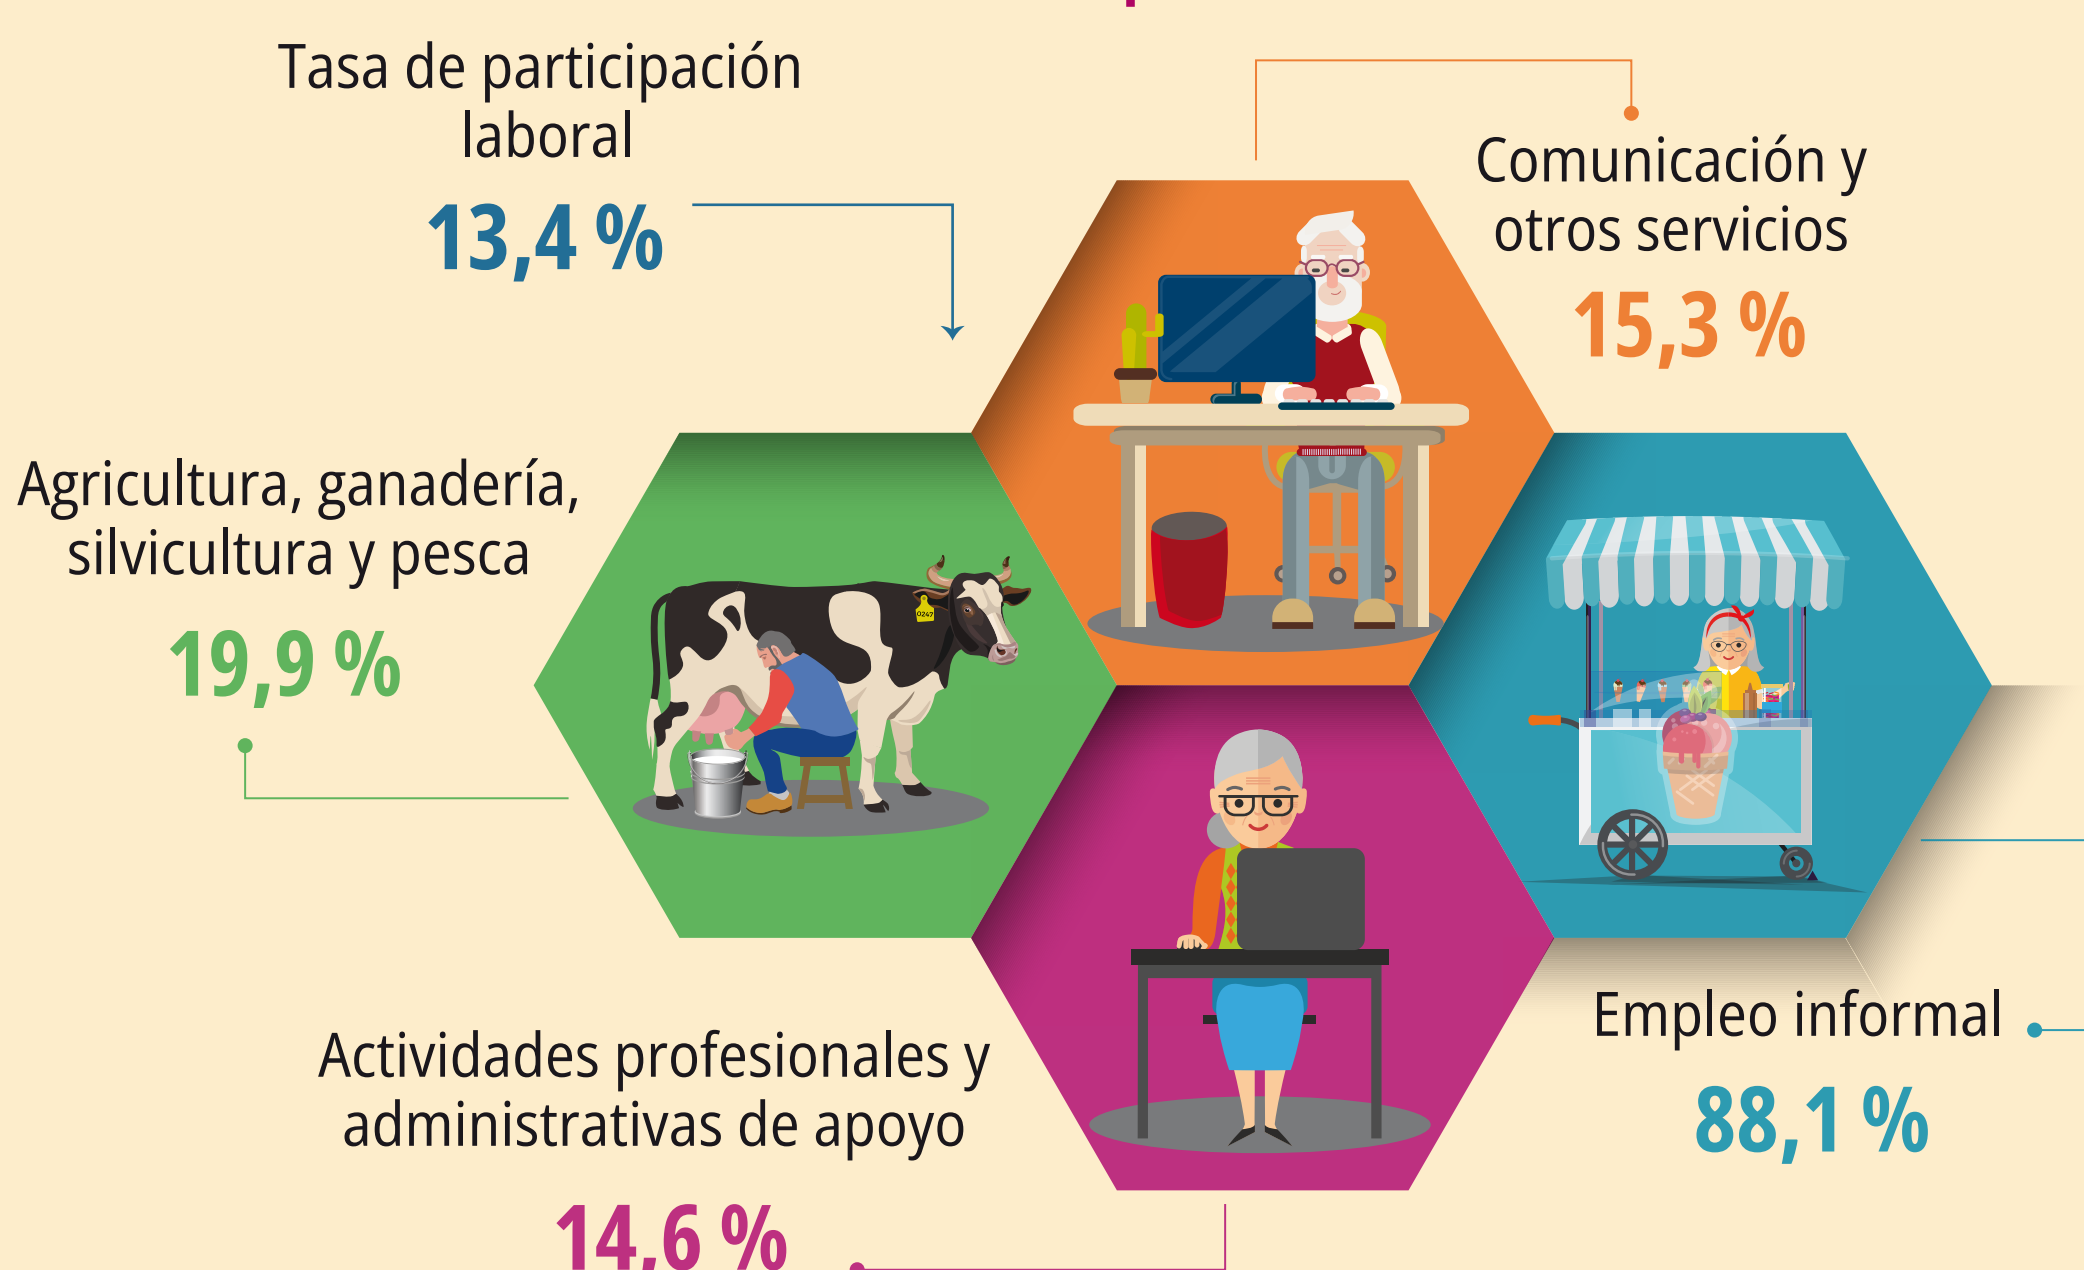 Tasa de participación
laboral
13,4 %
Comunicación y
otros servicios
15,3 %
Agricultura, ganadería,
silvicultura y pesca
19,9 %
0247
Actividades profesionales y
administrativas de apoyo
14,6 %
Empleo informal
88,1 %